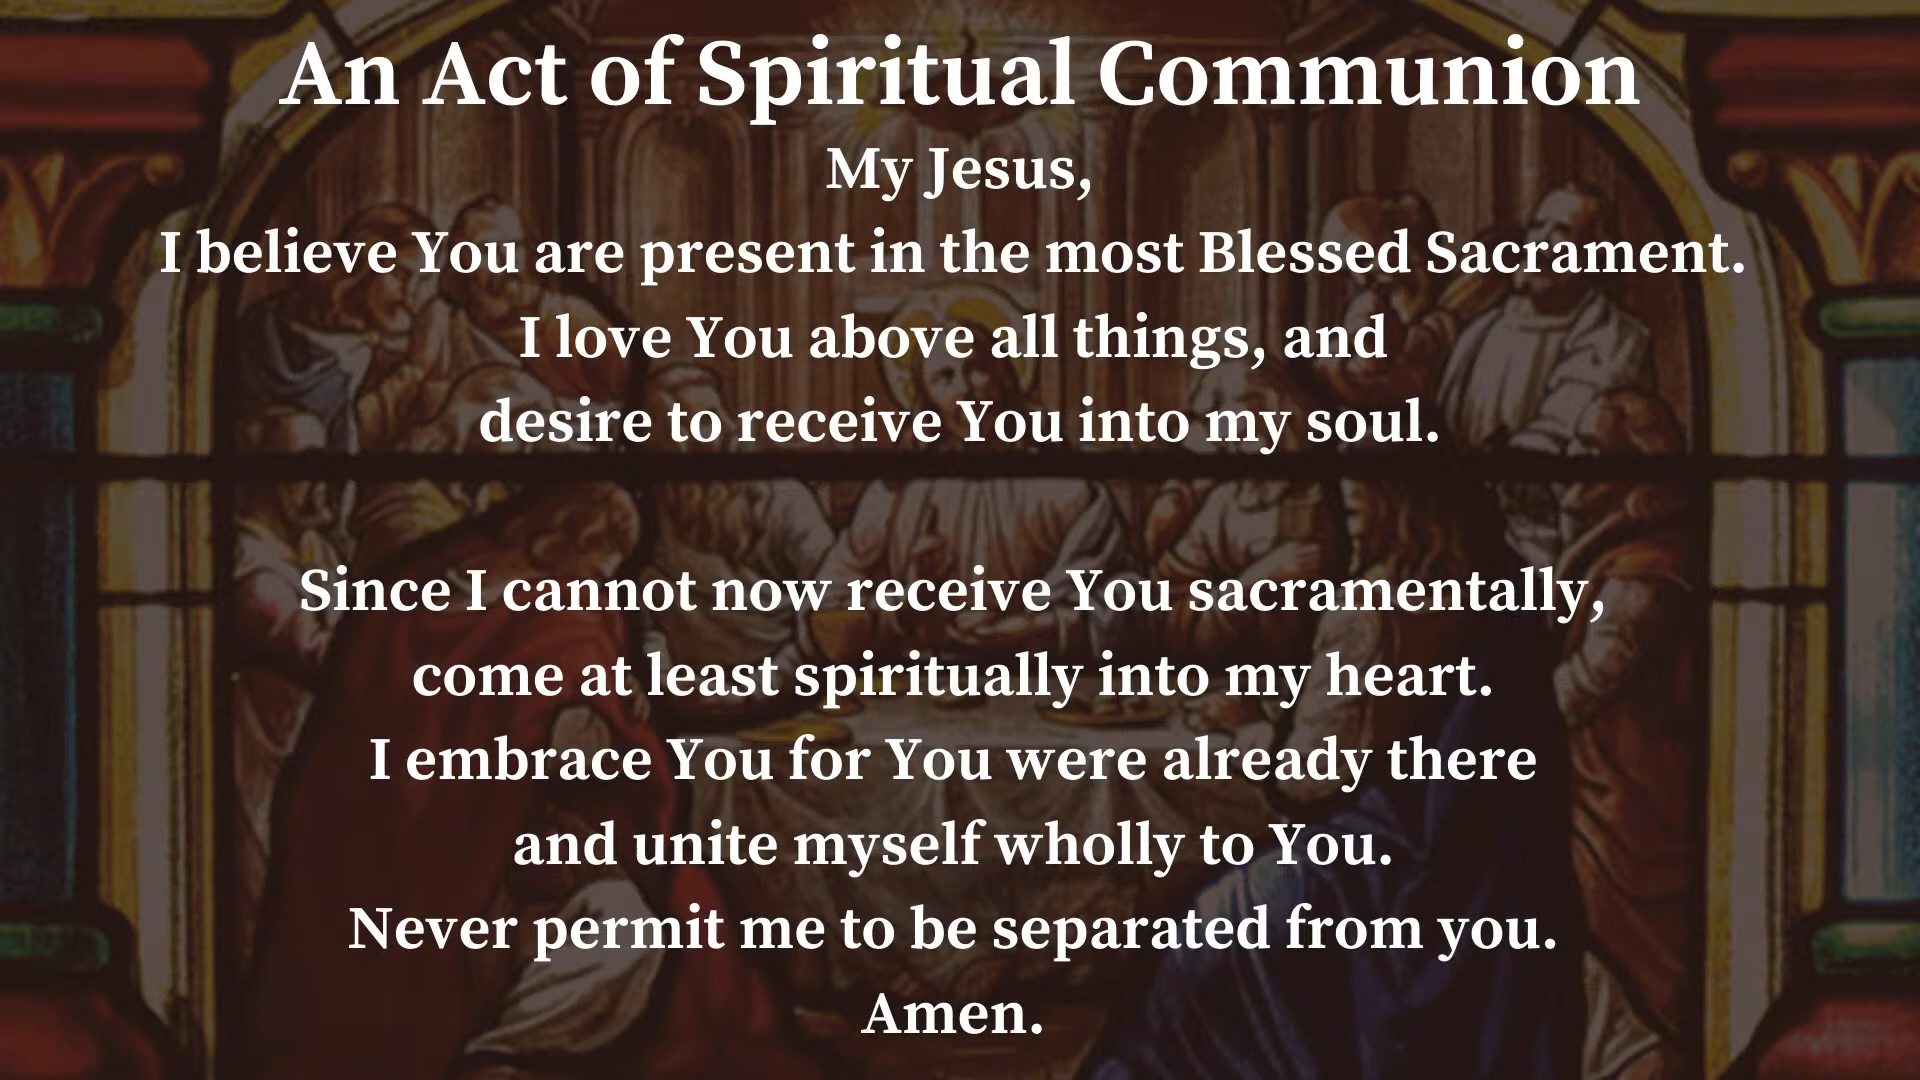 An Act of Spiritual Communion
My Jesus,
I believe You are present in the most Blessed Sacrament.
I love You above all things, and
desire to receive You into my soul.
Since I cannot now receive You sacramentally,
come at least spiritually into my heart.
I embrace You for You were already there
and unite myself wholly to You.
Never permit me to be separated from you.
Amen.